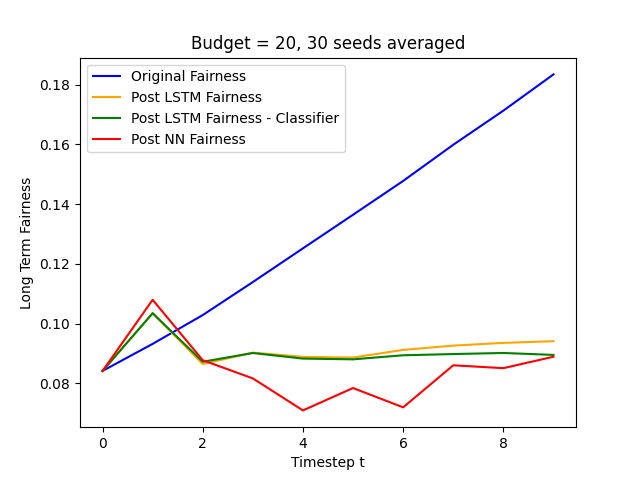 Budget = 20, 30 seeds averaged
Original Fairness
Post LSTM Fairness
Post LSTM Fairness - Classifier
Post NN Fairness
Long Term Fairness
0.18
0.16
0.14
0.12
0.10
0.08
0 2 4 6 8
Timestep t